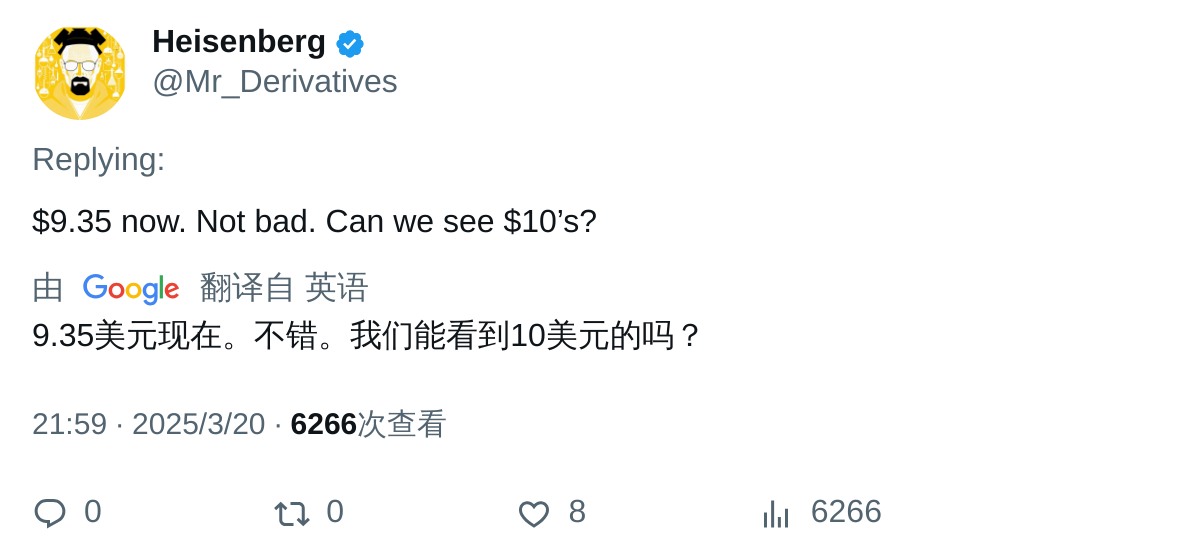 Heisenberg
@Mr_Derivatives
Replying:
$9.35 now. Not bad. Can we see $10’s?
由 Google 翻译自 英语
9.35美元现在。不错。我们能看到10美元的吗？
21:59 · 2025/3/20 · 6266次查看
0 0 8 6266